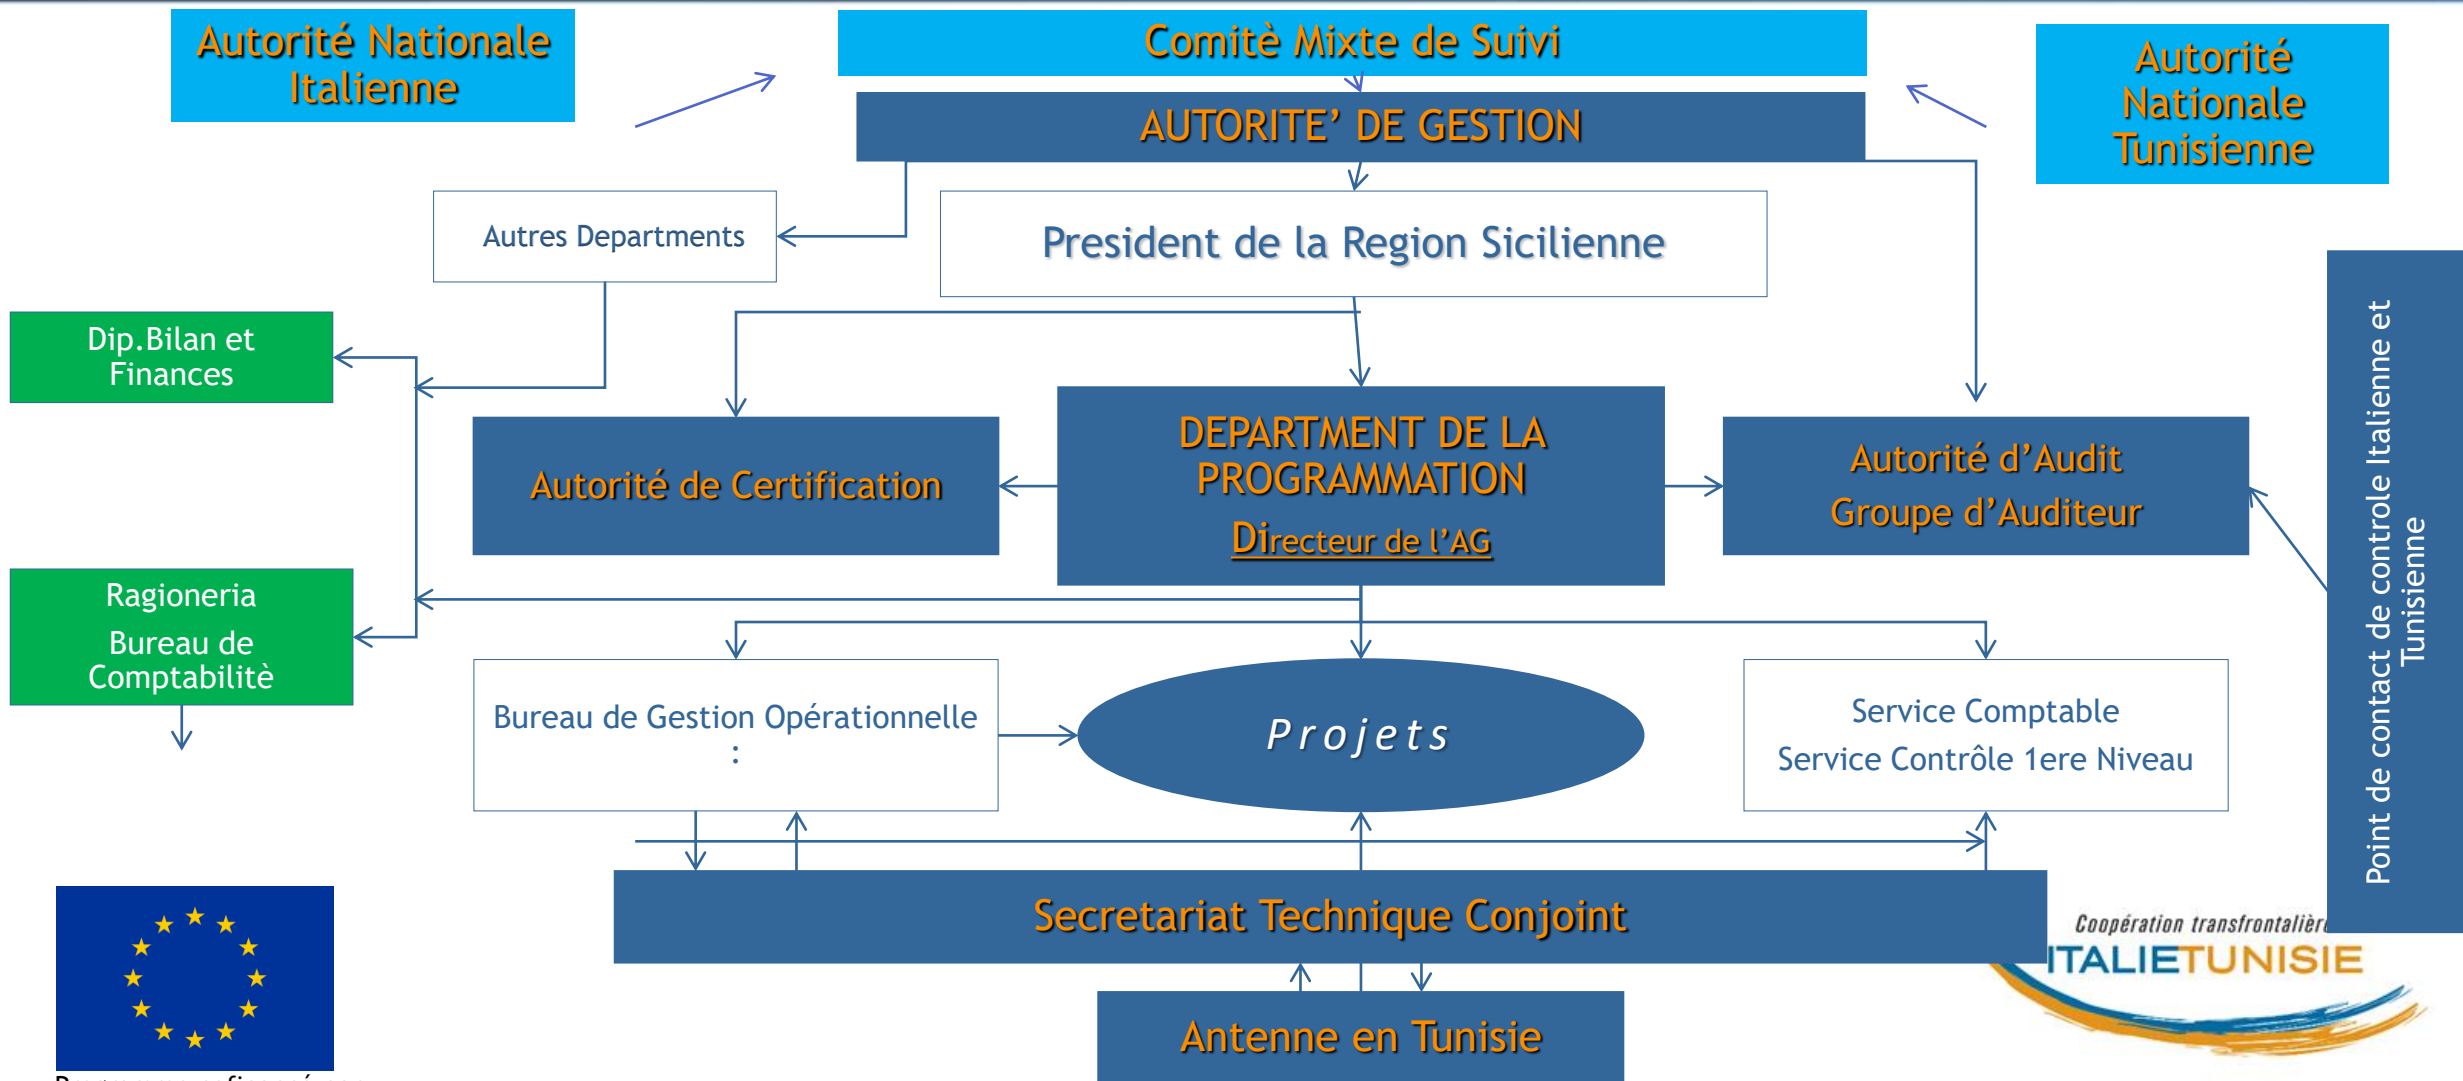 Autorité Nationale
Italienne
Comitè Mixte de Suivi
Autorité
Nationale
Tunisienne
AUTORITE’ DE GESTION
Autres Departments
President de la Region Sicilienne
Dip.Bilan et
Finances
Autorité de Certification
DEPARTMENT DE LA
PROGRAMMATION
Directeur de l’AG
Autorité d’Audit
Groupe d’Auditeur
Point de contact de controle Italienne et
Tunisienne
Ragioneria
Bureau de
Comptabilitè
Bureau de Gestion Opérationnelle
:
Projets
Service Comptable
Service Contrôle 1ere Niveau
Secretariat Technique Conjoint
Coopération transfrontalière
ITALIETUNISIE
Antenne en Tunisie